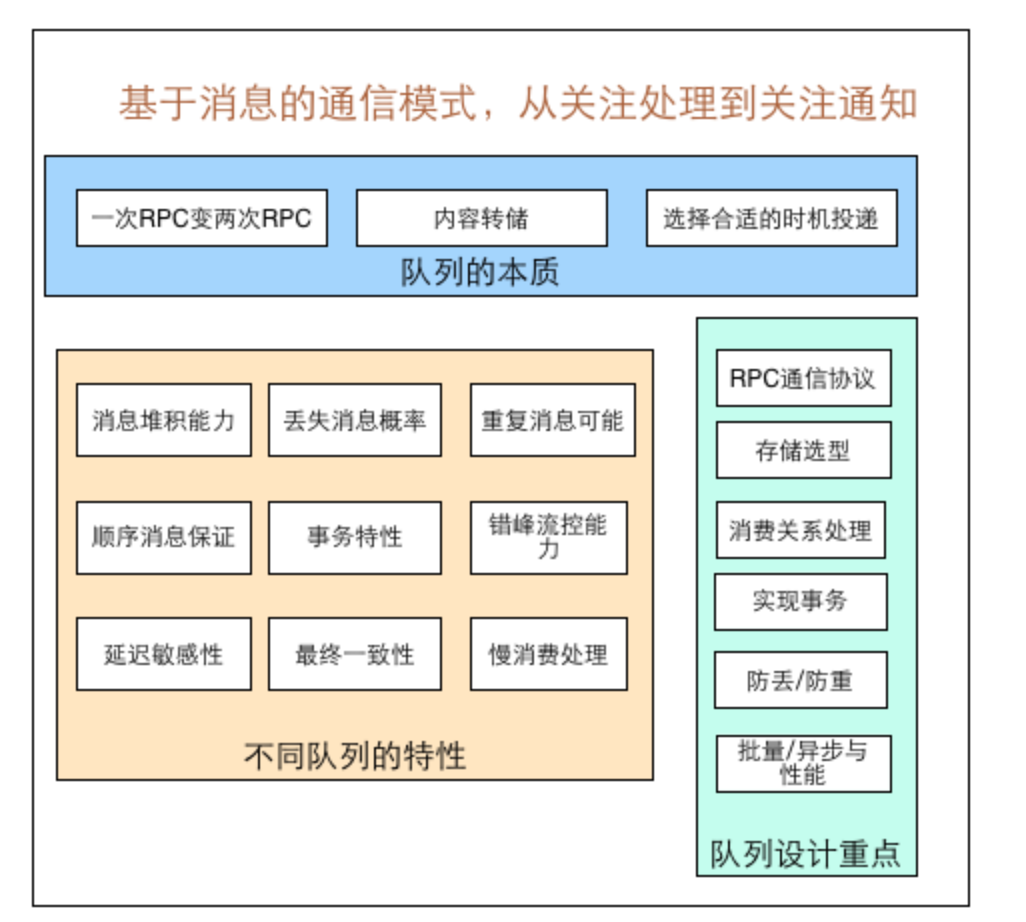 基于消息的通信模式，从关注处理到关注通知
一次RPC变两次RPC
内容转储
选择合适的时机投递
队列的本质
消息堆积能力
丢失消息概率
重复消息可能
顺序消息保证
事务特性
错峰流控能
力
延迟敏感性
最终一致性
慢消费处理
不同队列的特性
RPC通信协议
存储选型
消费关系处理
实现事务
防丢/防重
批量/异步与
性能
队列设计重点